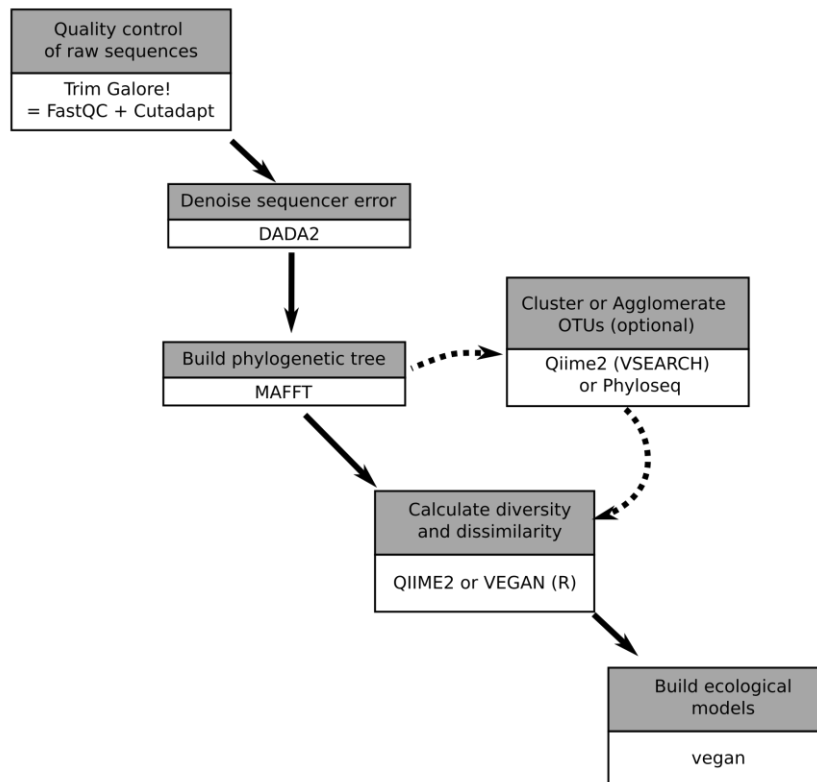 Quality control
of raw sequences
Trim Galore!
= FastQC + Cutadapt
Denoise sequencer error
DADA2
Build phylogenetic tree
MAFFT
Cluster or Agglomerate
OTUs (optional)
Qiime2 (VSEARCH)
or Phyloseq
Calculate diversity
and dissimilarity
QIIME2 or VEGAN (R)
Build ecological
models
vegan